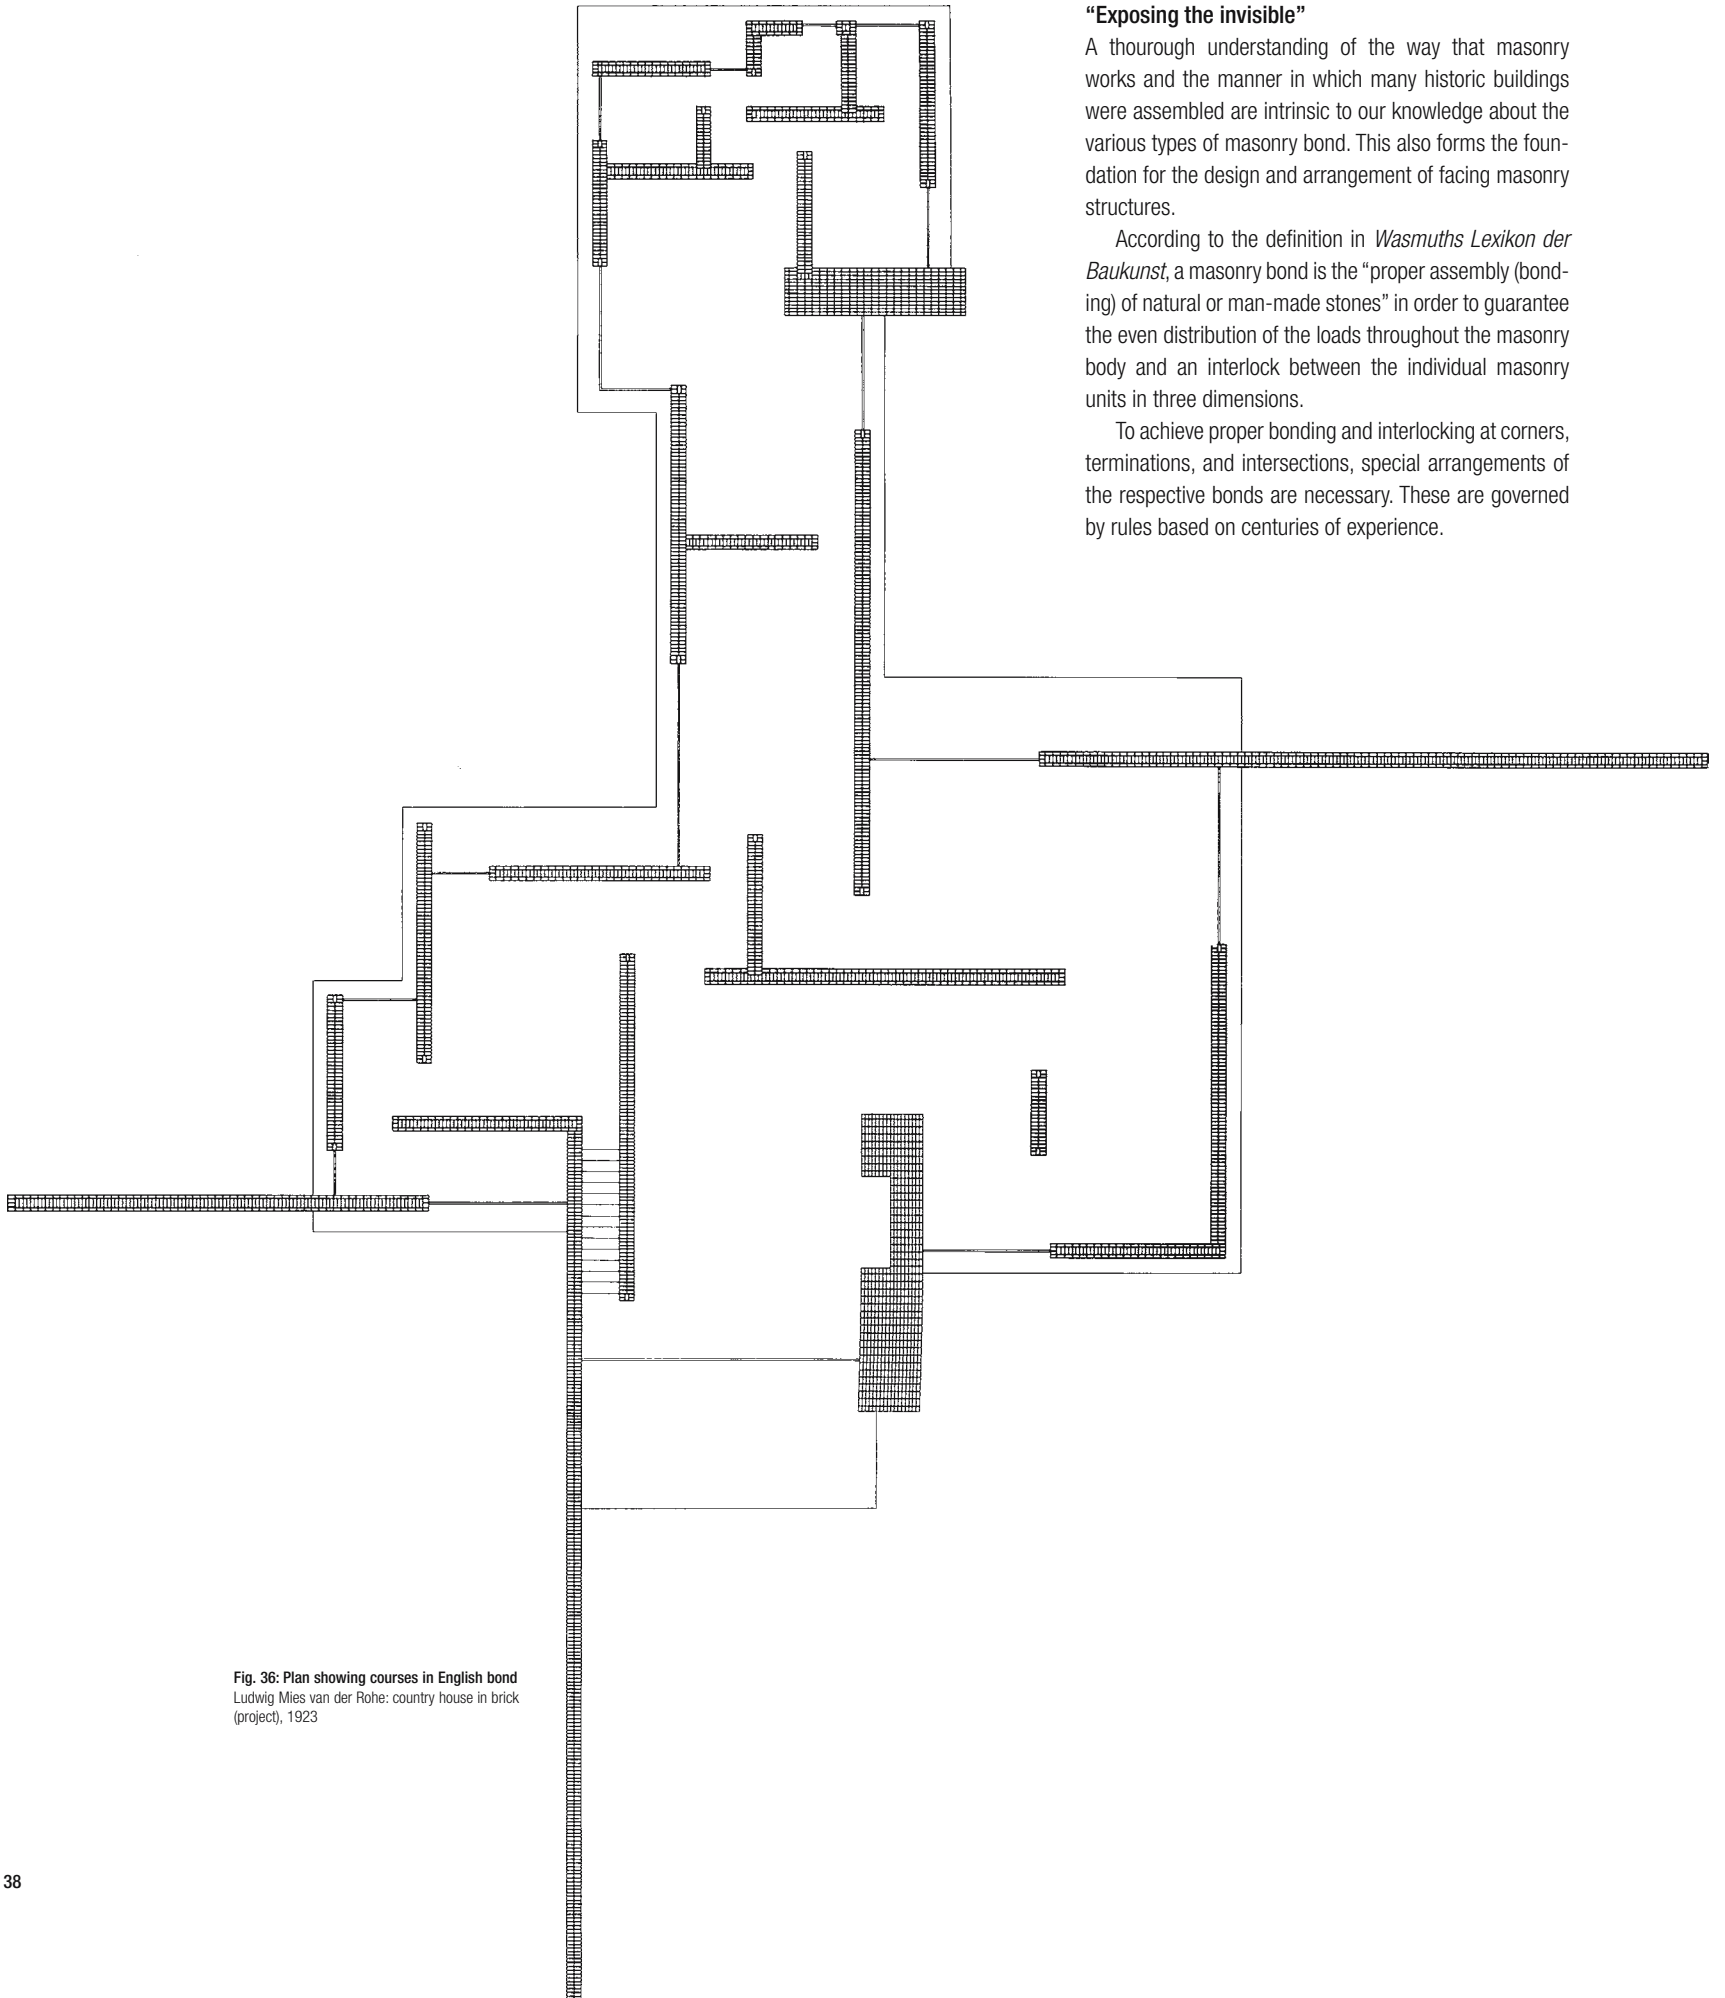 “Exposing the invisible”
A thourough understanding of the way that masonry
works and the manner in which many historic buildings
were assembled are intrinsic to our knowledge about the
various types of masonry bond. This also forms the foun-
dation for the design and arrangement of facing masonry
structures.
According to the definition in Wasmuths Lexikon der
Baukunst, a masonry bond is the “proper assembly (bond-
ing) of natural or man-made stones” in order to guarantee
the even distribution of the loads throughout the masonry
body and an interlock between the individual masonry
units in three dimensions.
To achieve proper bonding and interlocking at corners,
terminations, and intersections, special arrangements of
the respective bonds are necessary. These are governed
by rules based on centuries of experience.
Fig. 36: Plan showing courses in English bond
Ludwig Mies van der Rohe: country house in brick
(project), 1923
38